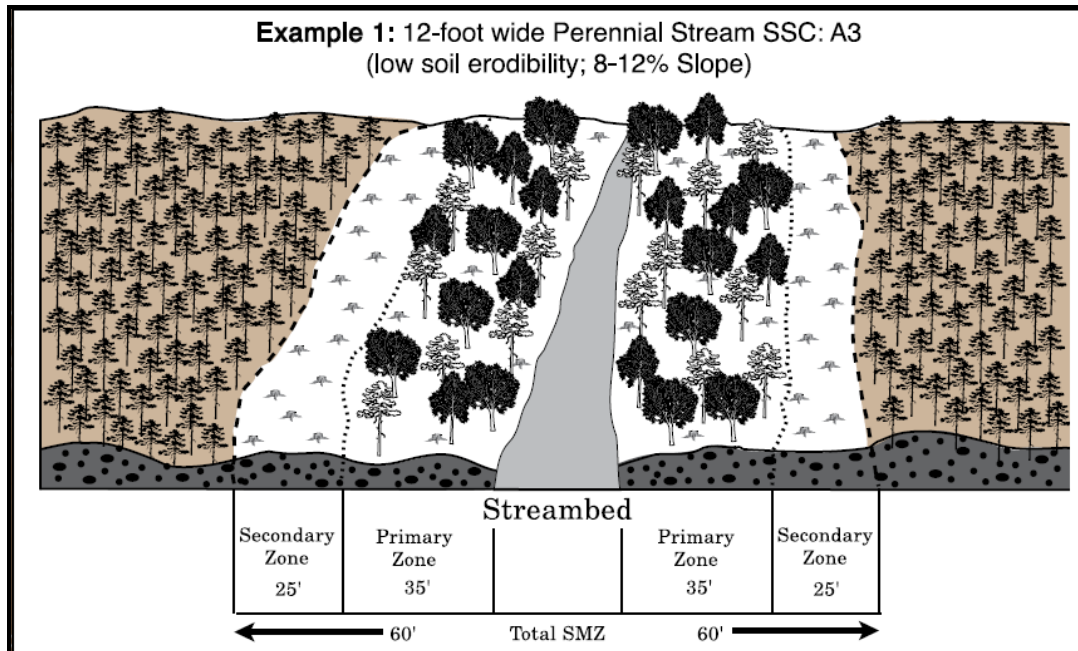 Example 1: 12-foot wide Perennial Stream SSC: A3
(low soil erodibility; 8-12% Slope)
Streambed
Secondary
Zone
25'
Primary
Zone
35'
Primary
Zone
35'
Secondary
Zone
25'
60' Total SMZ 60'